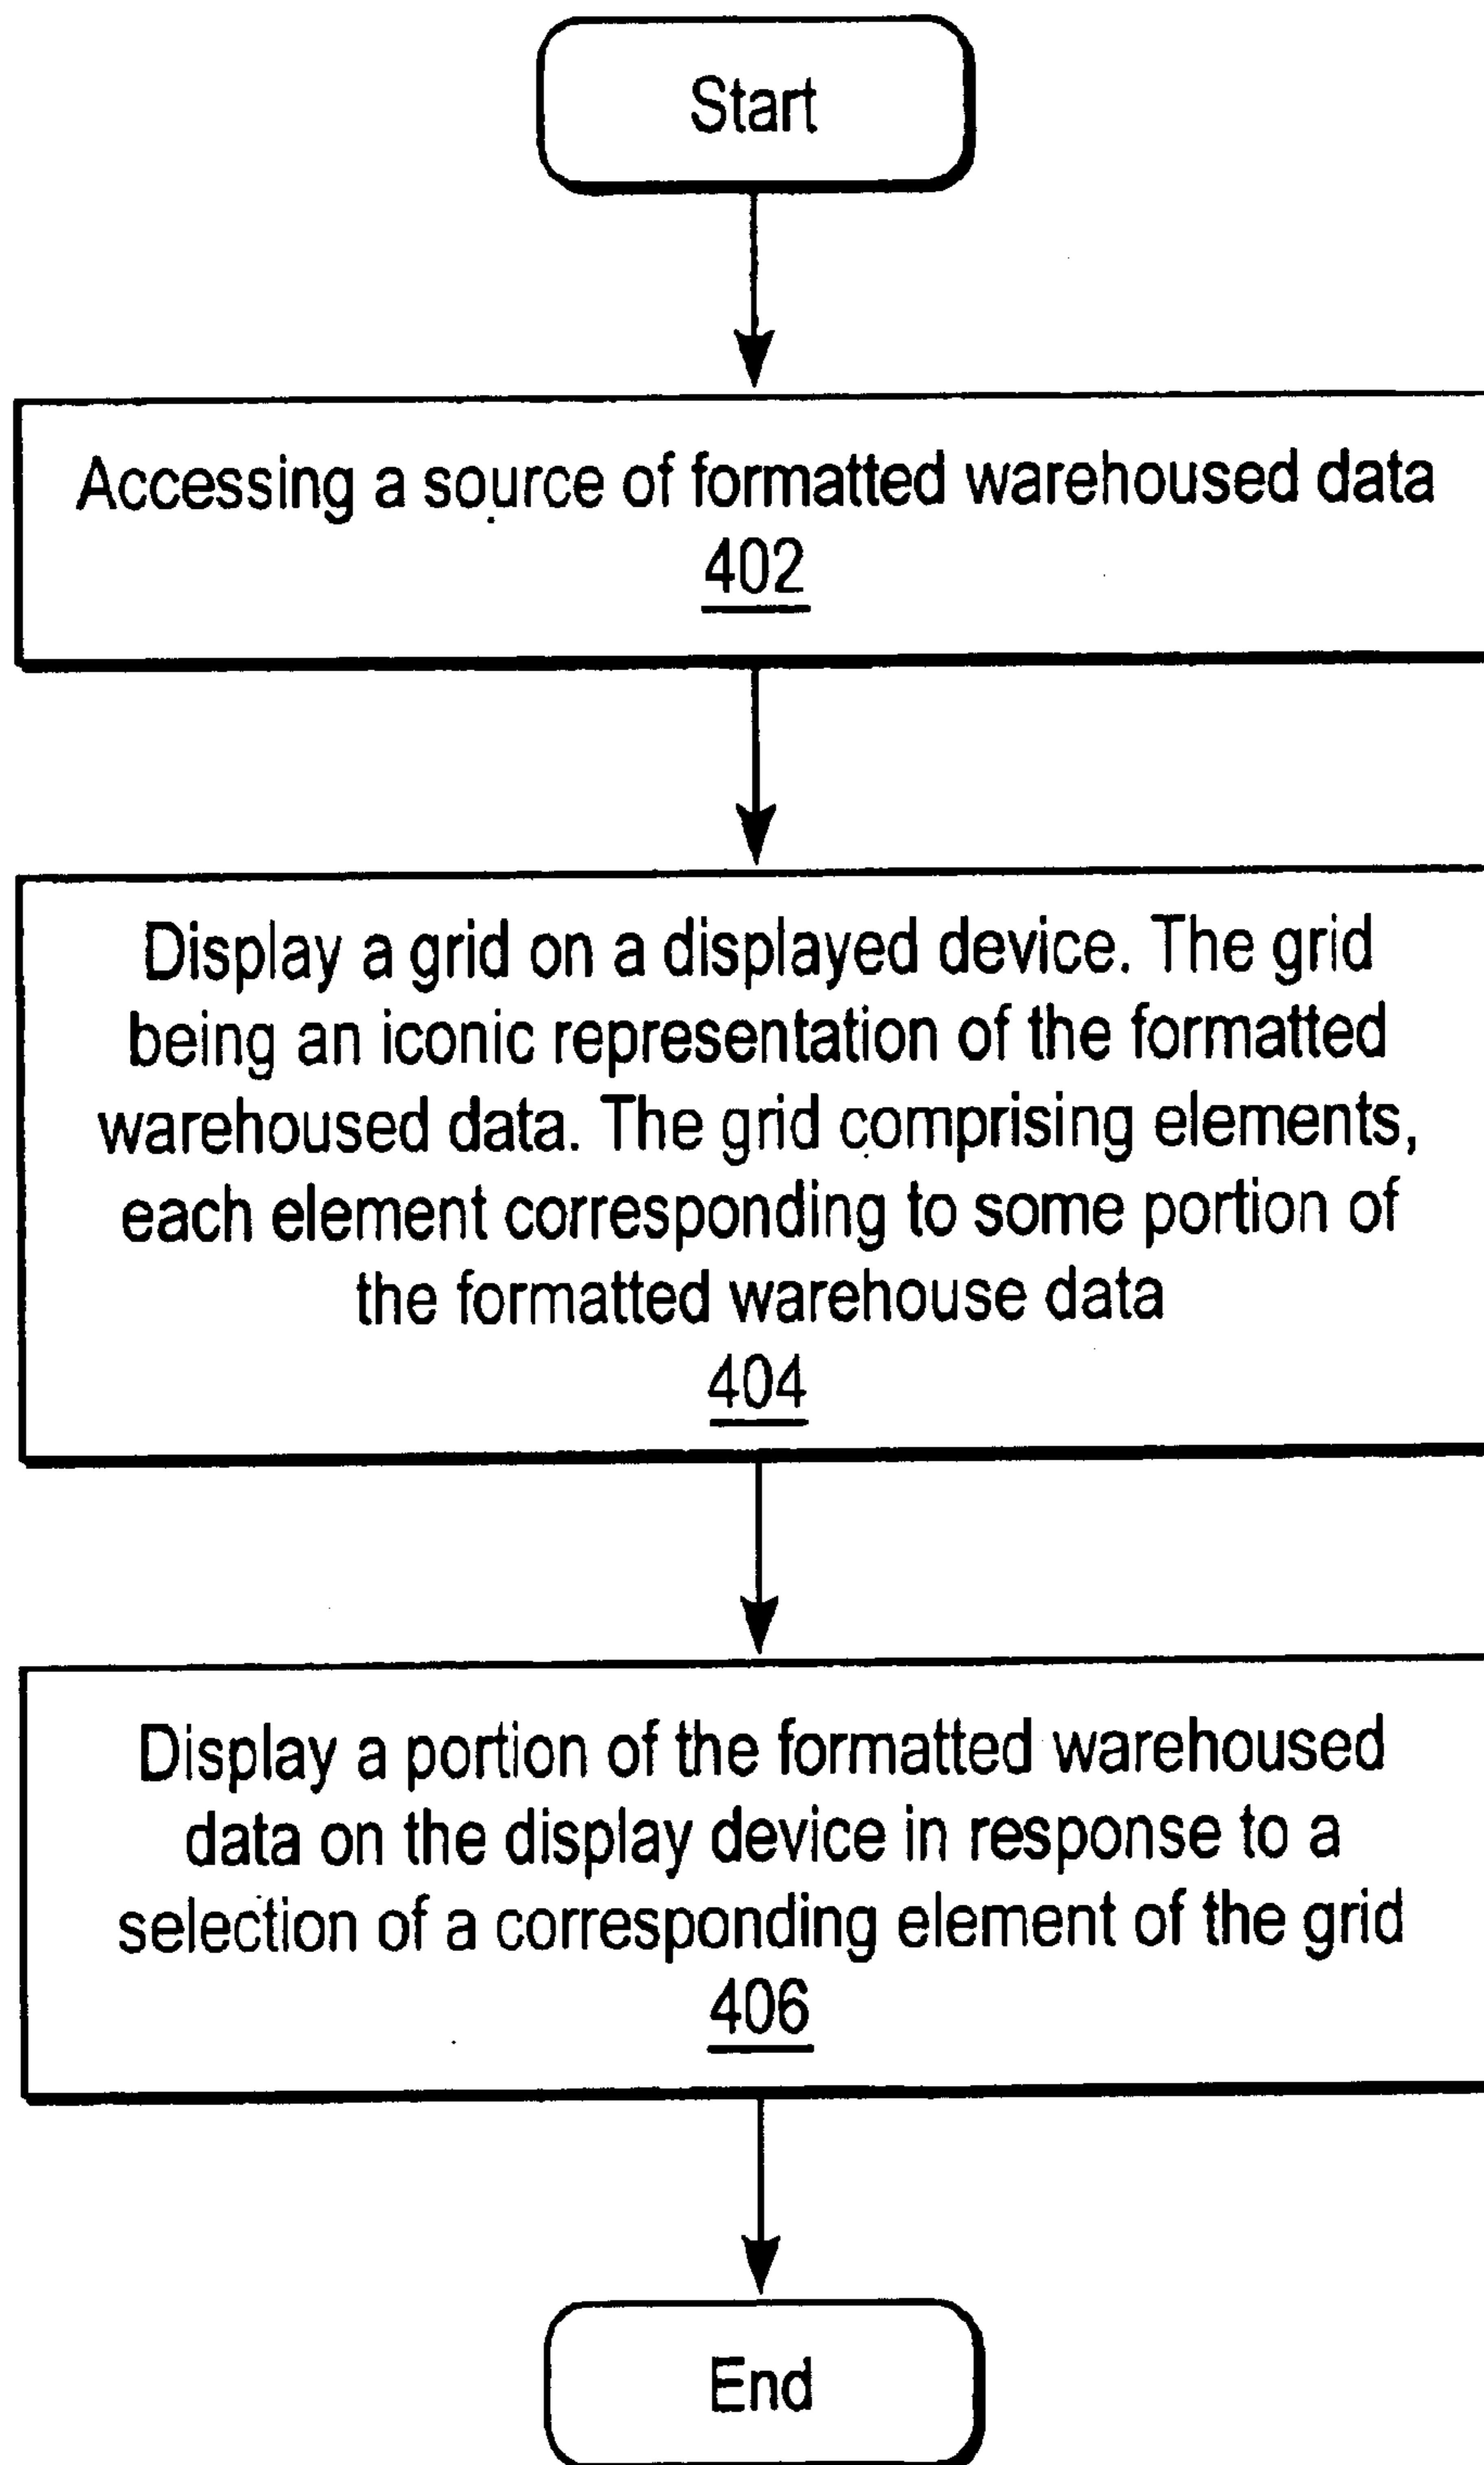 Start
Accessing a source of formatted warehoused data
402
Display a grid on a displayed device. The grid
being an iconic representation of the formatted
warehoused data. The grid comprising elements,
each element corresponding to some portion of
the formatted warehouse data
404
Display a portion of the formatted warehoused
data on the display device in response to a
selection of a corresponding element of the grid
406
End